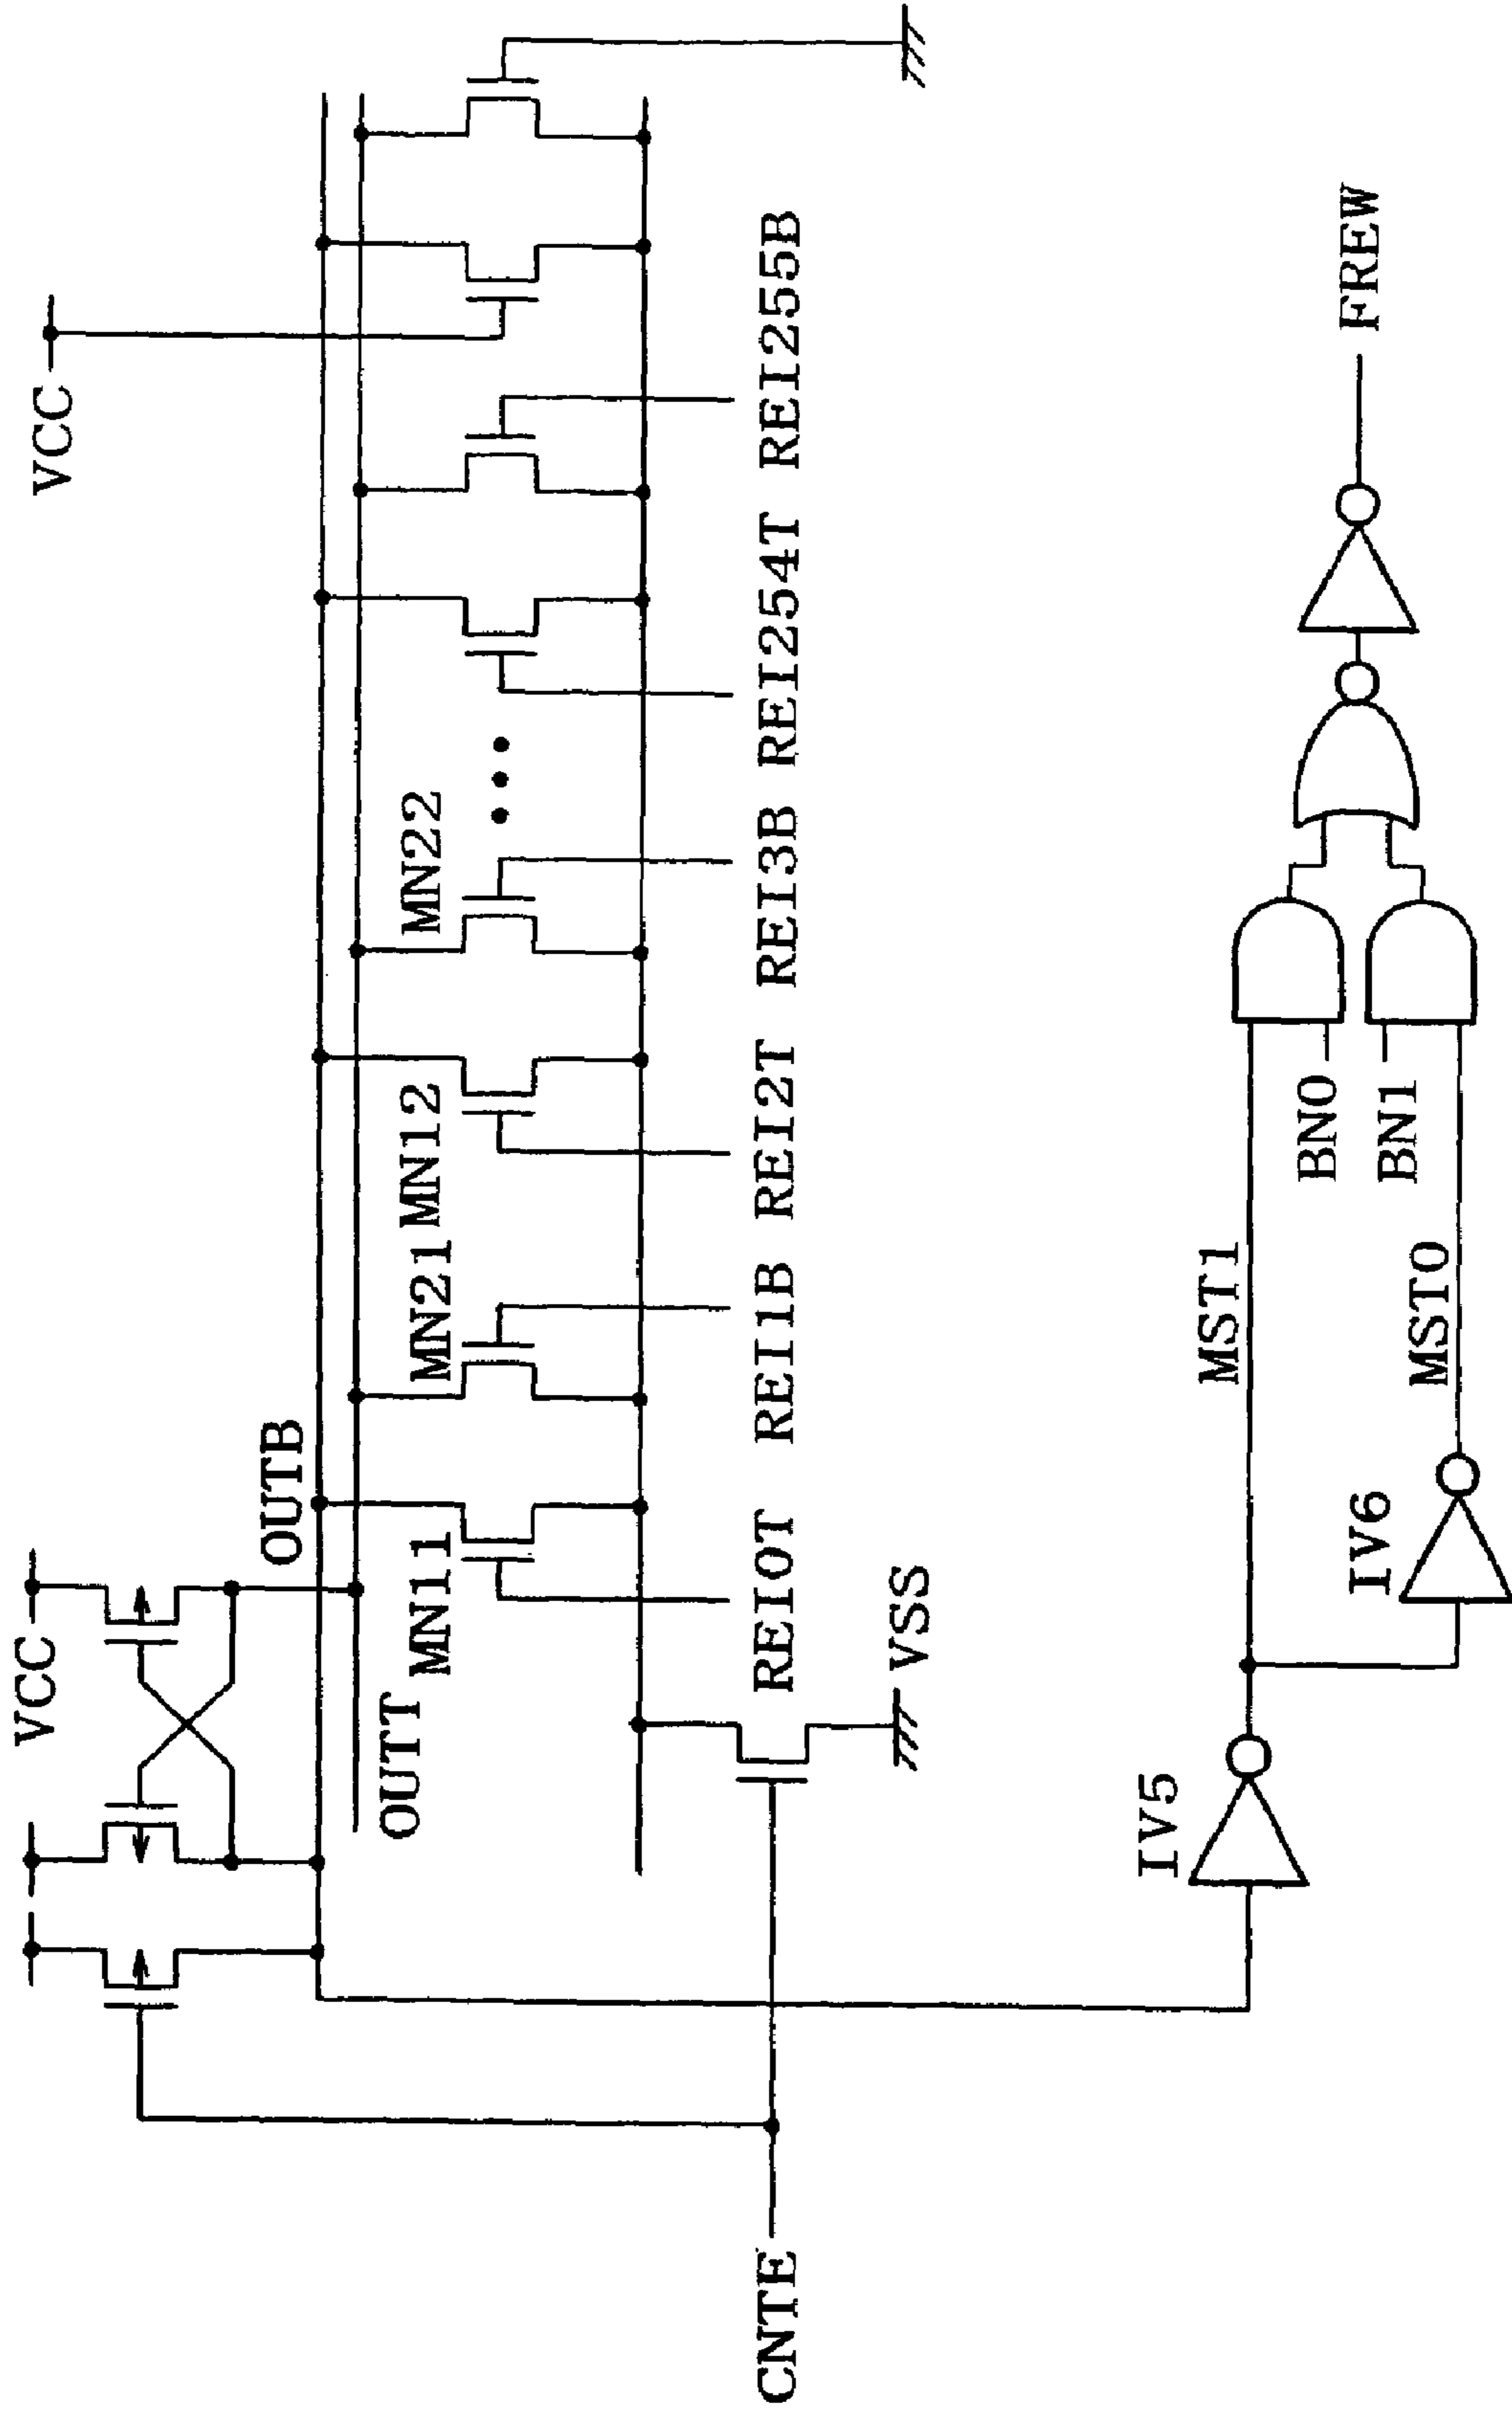 VCC
VCC
OUTB
OUTT
MN11
MN21
MN12
MN22
REI0T REI1B REI2T REI3B REI254T REI255B
VSS
CNTE
IV5
MST1
BN0
FREW
IV6
MST0
BN1